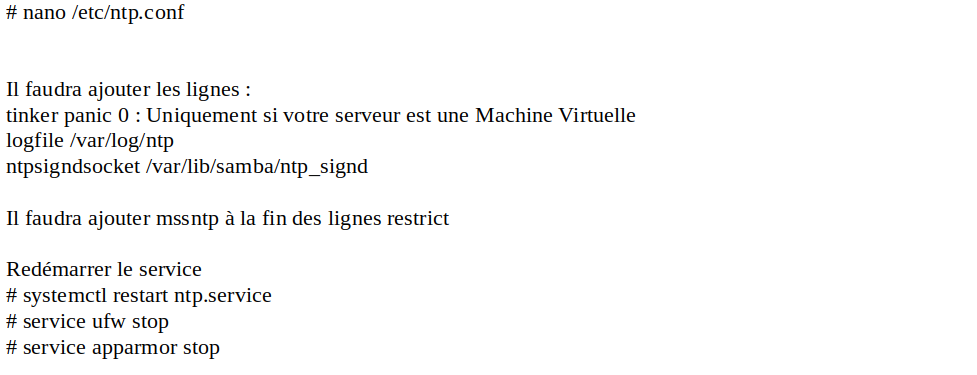 # nano /etc/ntp.conf
Il faudra ajouter les lignes :
tinker panic 0 : Uniquement si votre serveur est une Machine Virtuelle
logfile /var/log/ntp
ntpsigndsocket /var/lib/samba/ntp_signd
Il faudra ajouter mssntp à la fin des lignes restrict
Redémarrer le service
# systemctl restart ntp.service
# service ufw stop
# service apparmor stop